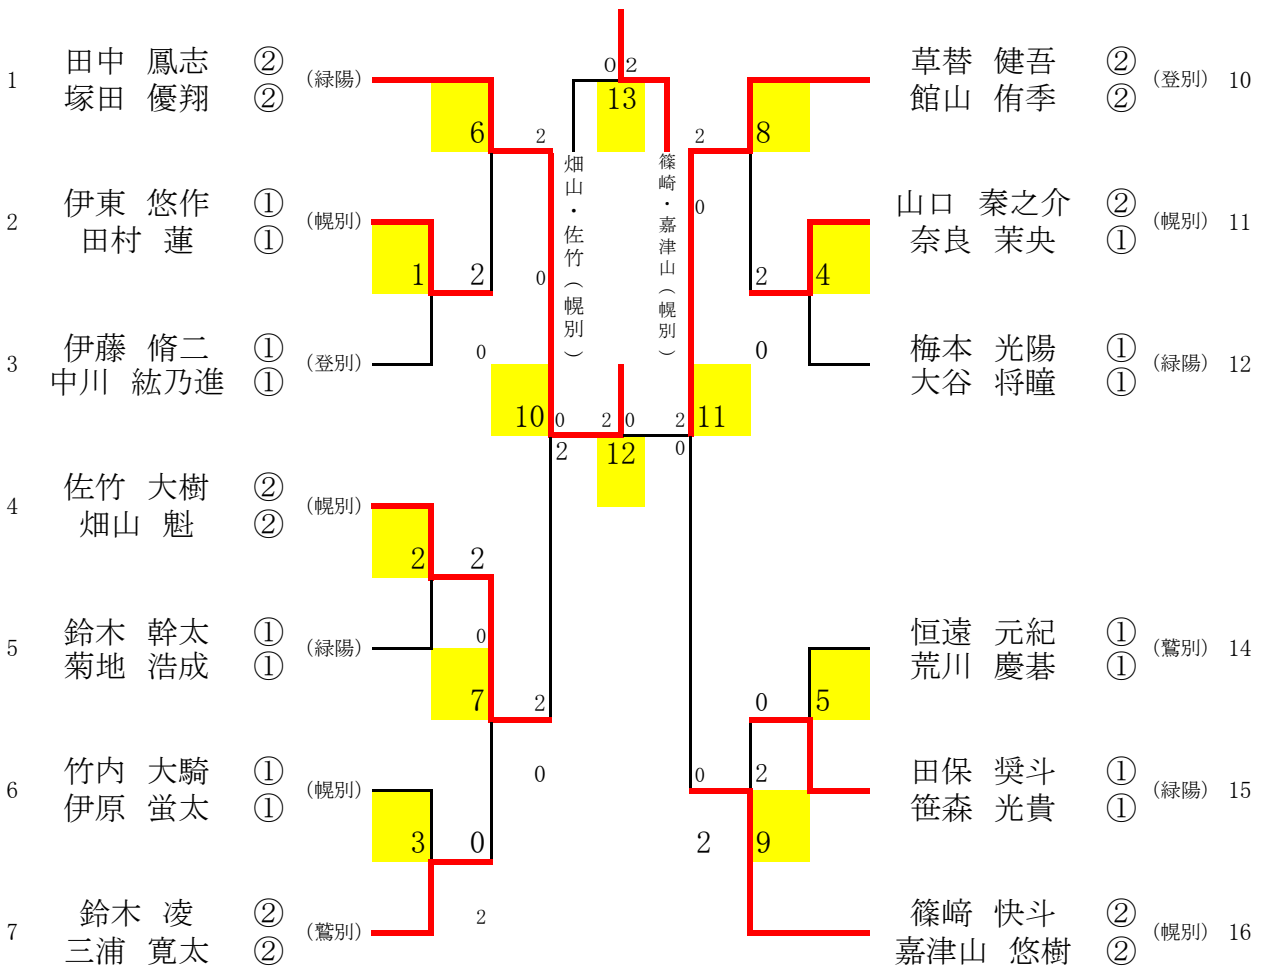 1 田中 鳳志 ② (緑陽)
塚田 優翔 ②
6
2
2 伊東 悠作 ① (幌別)
田村 蓮 ①
1 2
0
3 伊藤 脩二 ① (登別)
中川 紘乃進 ①
0
10 0 2 0 2 11
2 12 0
4 佐竹 大樹 ② (幌別)
畑山 魁 ②
2 2
0
5 鈴木 幹太 ① (緑陽)
菊地 浩成 ①
7 2
0
6 竹内 大騎 ① (幌別)
伊原 蛍太 ①
3 0
2
7 鈴木 凌 ② (鷲別)
三浦 寛太 ②
0 2
13
畑山・佐竹(幌別)
篠崎・嘉津山(幌別)
草替 健吾 ② (登別) 10
館山 侑季 ②
2 8
0
山口 秦之介 ② (幌別) 11
奈良 茉央 ①
2 4
0
梅本 光陽 ① (緑陽) 12
大谷 将瞳 ①
恒遠 元紀 ① (鷲別) 14
荒川 慶碁 ①
0 5
0 2
田保 奨斗 ① (緑陽) 15
笹森 光貴 ①
2 9
篠﨑 快斗 ② (幌別) 16
嘉津山 悠樹 ②